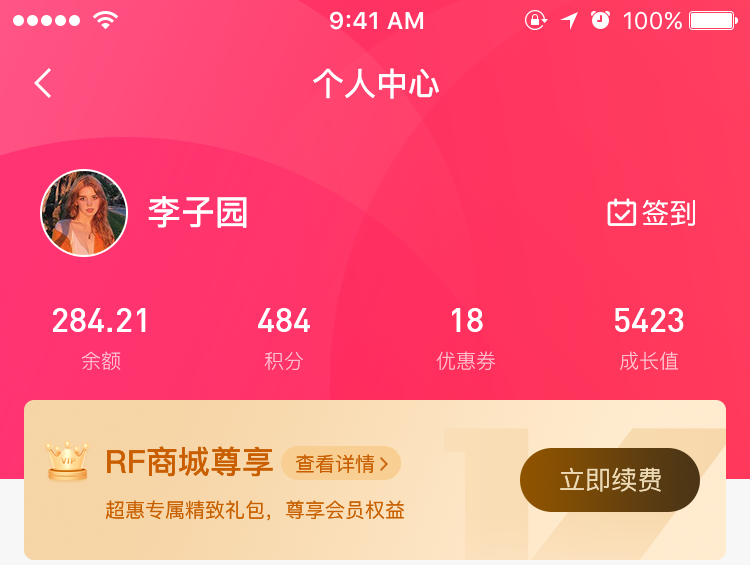 9:41 AM 100%
个人中心
李子园 签到
284.21 484 18 5423
余额 积分 优惠券 成长值
VIP RF商城尊享 查看详情
立即续费
超惠专属精致礼包，尊享会员权益